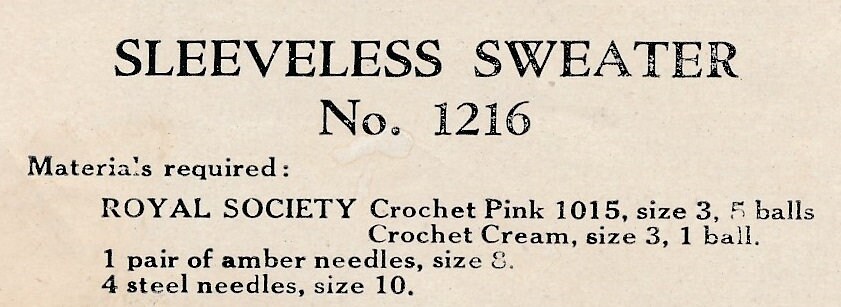 SLEEVELESS SWEATER
No. 1216
Materials required:
ROYAL SOCIETY Crochet Pink 1015, size 3, 5 balls
Crochet Cream, size 3, 1 ball.
1 pair of amber needles, size 8.
4 steel needles, size 10.